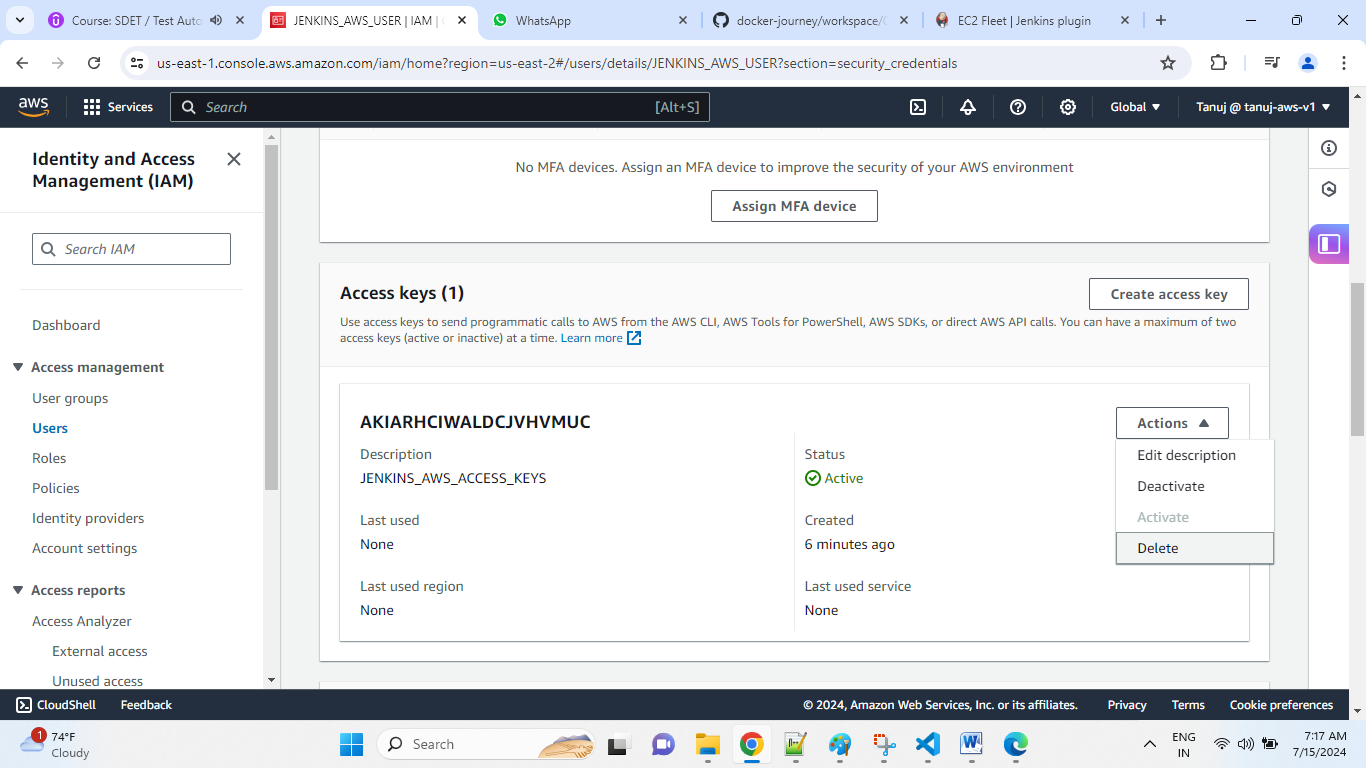 Course: SDET / Test Auto
JENKINS_AWS_USER | IAM |
WhatsApp
docker-journey/workspace/
EC2 Fleet | Jenkins plugin
us-east-1.console.aws.amazon.com/iam/home?region=us-east-2#/users/details/JENKINS_AWS_USER?section=security_credentials
aws
Services
Search
[Alt+S]
Global
Tanuj @ tanuj-aws-v1
Identity and Access
Management (IAM)
Search IAM
Dashboard
Access management
User groups
Users
Roles
Policies
Identity providers
Account settings
Access reports
Access Analyzer
External access
Unused access
No MFA devices. Assign an MFA device to improve the security of your AWS environment
Assign MFA device
Access keys (1)
Create access key
Use access keys to send programmatic calls to AWS from the AWS CLI, AWS Tools for PowerShell, AWS SDKs, or direct AWS API calls. You can have a maximum of two
access keys (active or inactive) at a time. Learn more
AKIARHCIWALDCJVHVMUC
Actions
Edit description
Deactivate
Activate
Delete
Description
JENKINS_AWS_ACCESS_KEYS
Status
Active
Last used
None
Created
6 minutes ago
Last used region
None
Last used service
None
CloudShell
Feedback
© 2024, Amazon Web Services, Inc. or its affiliates.
Privacy
Terms
Cookie preferences
1
74°F
Cloudy
Search
ENG
IN
7:17 AM
7/15/2024